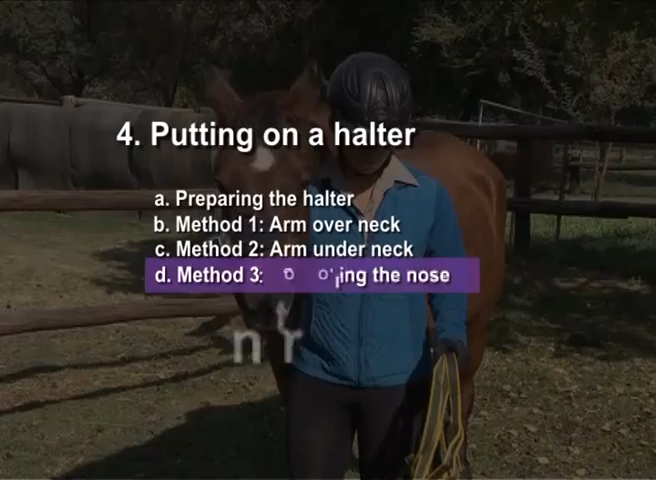 4. Putting on a halter
a. Preparing the halter
b. Method 1: Arm over neck
c. Method 2: Arm under neck
d. Method 3: the nose